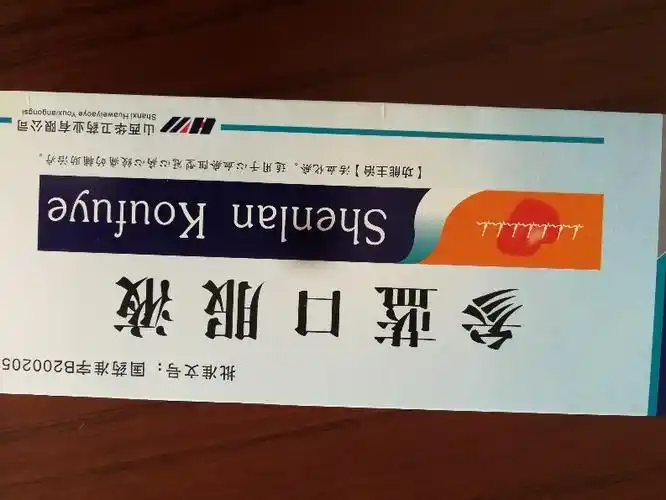 批准文号：国药准字B200205
参蓝口服液
Shenlan Koufuye
【功能主治】活血化瘀。适用于心血瘀阻型冠心病心绞痛的辅助治疗。
HW 山西华卫药业有限公司
Shanxi Huaweiyaoye Youxiangongsi